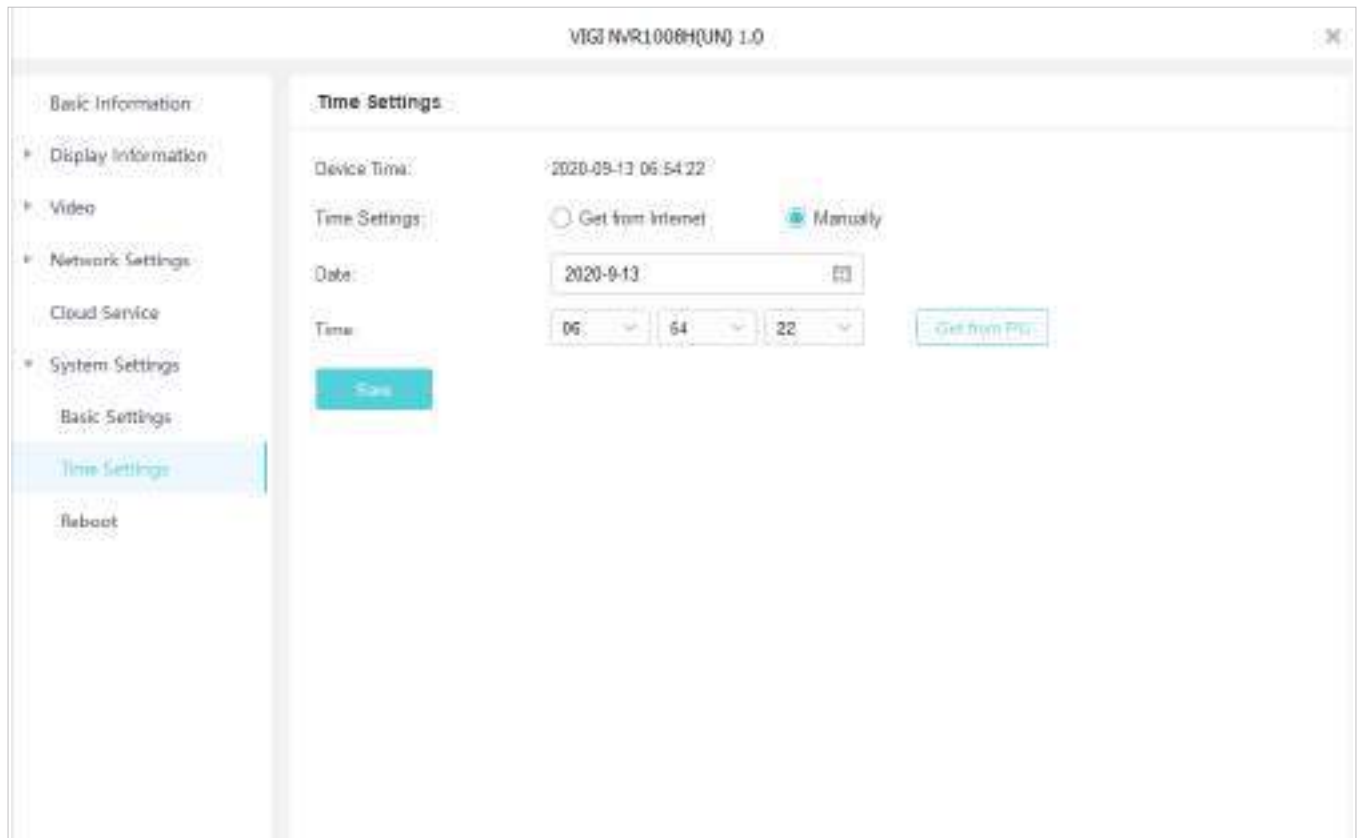 VIGI NVR1008H(UN) 1.0
Basic Information
Display Information
Video
Network Settings
Cloud Service
System Settings
Basic Settings
Time Settings
Reboot
Time Settings
Device Time: 2020-09-13 06:54:22
Time Settings: Get from Internet Manually
Date: 2020-9-13
Time: 06 54 22 Get from PC
Save